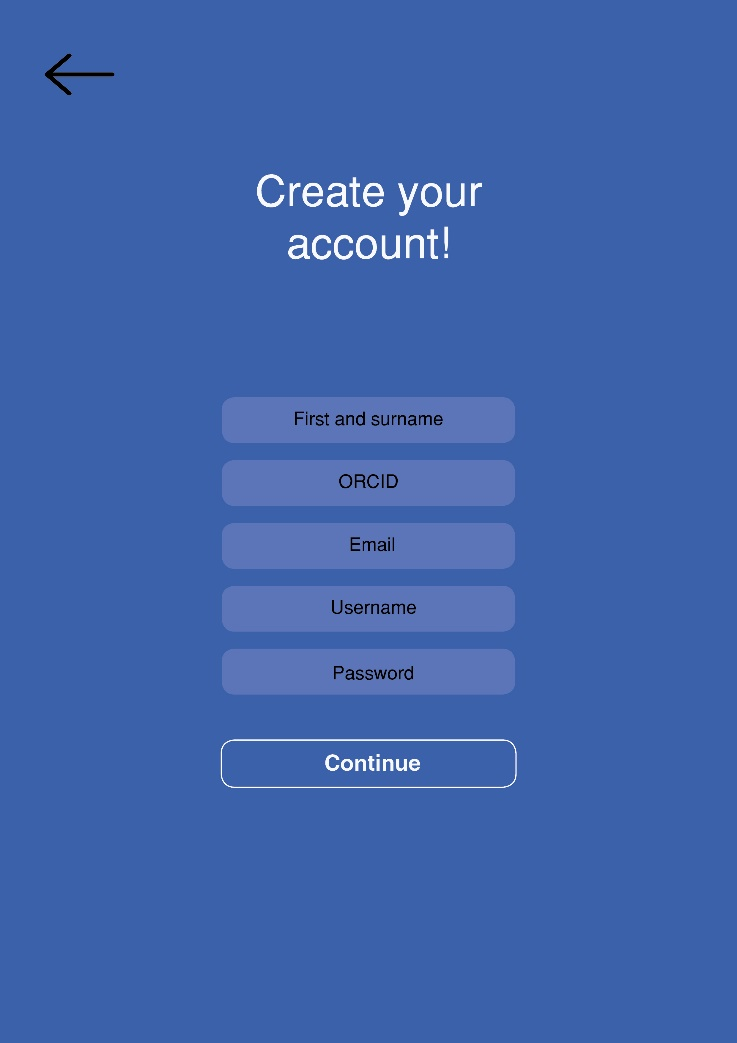 Create your
account!
First and surname
ORCID
Email
Username
Password
Continue